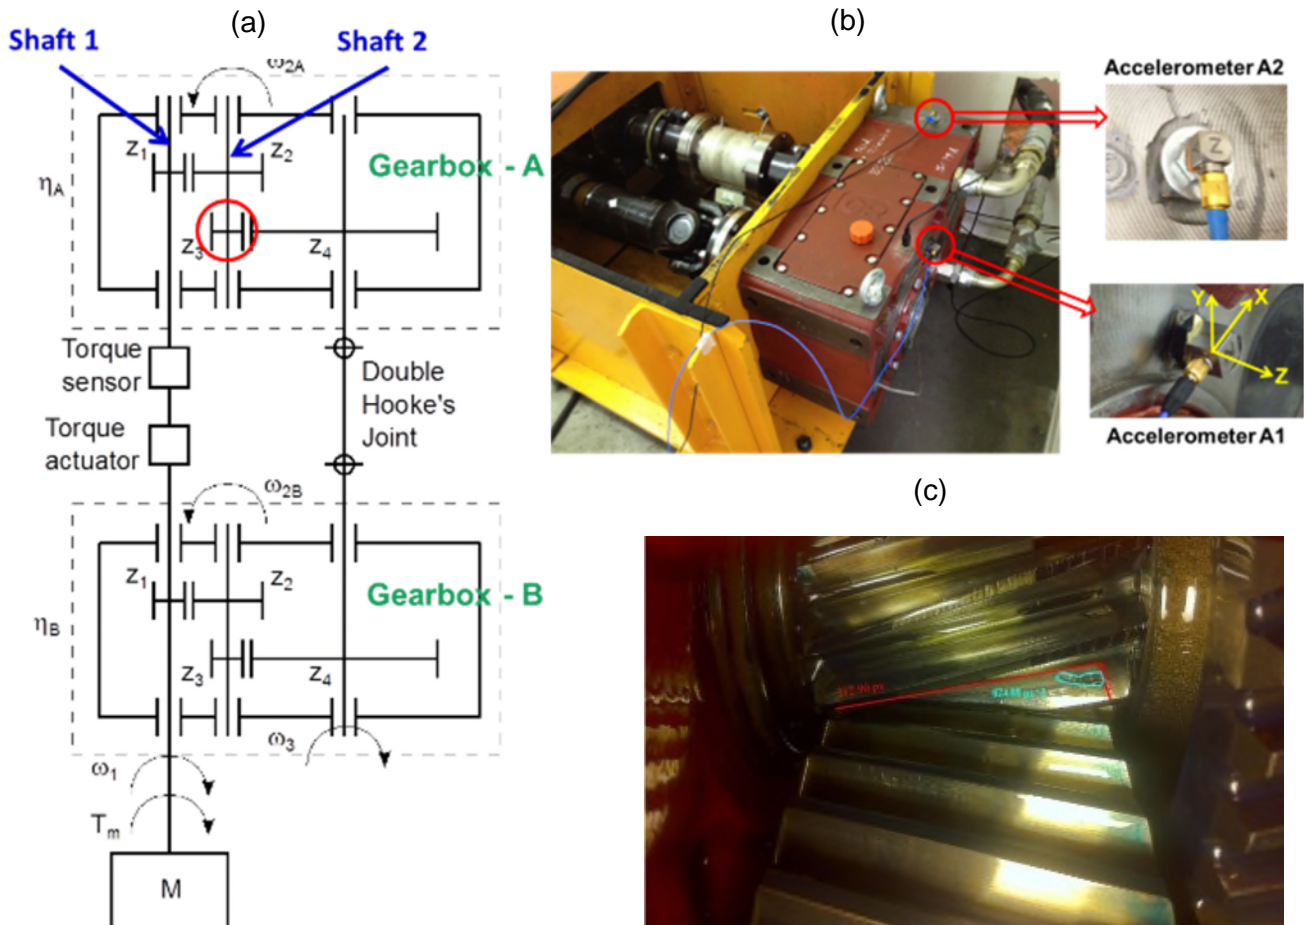 (a)
Shaft 1
Shaft 2
ω2A
z1
z2
Gearbox - A
ηA
z3
z4
Torque
sensor
Double
Hooke's
Joint
Torque
actuator
ω2B
z1
z2
Gearbox - B
ηB
z3
z4
ω3
ω1
Tm
M
(b)
Accelerometer A2
Z
Y
X
Z
Accelerometer A1
(c)